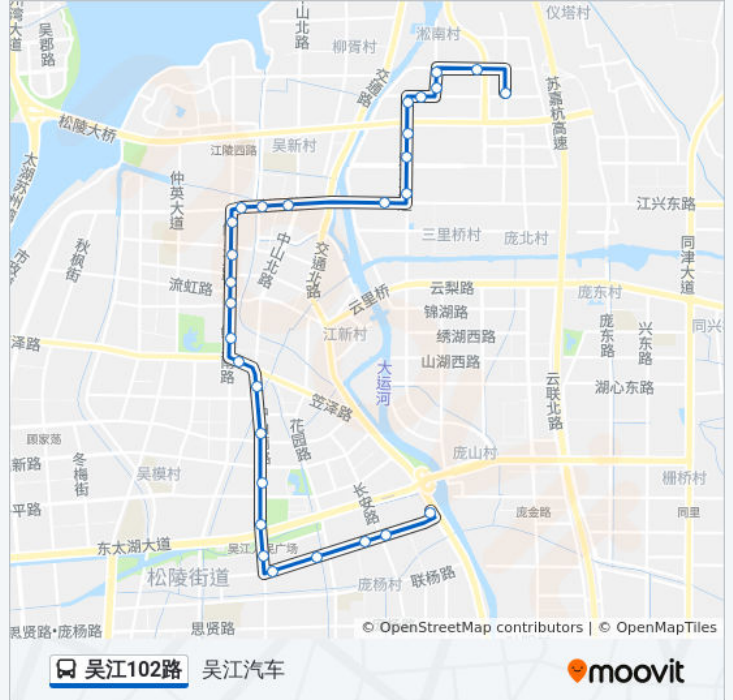 湾大道
吴郡路
山北路
柳胥村
淞南村
仪塔村
交通路
苏嘉杭高速
松陵大桥
江陵西路
吴新村
太湖苏州湾
仲英大道
江兴东路
三里桥村
庞北村
同津大道
秋枫街
中山北路
交通北路
市政
流虹路
云里桥
云梨路
庞东村
锦湖路
江新村
绣湖西路
庞东路
兴东路
同兴
泽路
山湖西路
大运河
云联北路
湖心东路
南路
笠泽路
花园路
顾家荡
新路
冬梅街
吴模村
庞山村
栅桥村
长安路
平路
庞金路
同里
东太湖大道
松陵街道
庞杨村
联杨路
思贤路•庞杨路
思贤路
© OpenStreetMap contributors | © OpenMapTiles
吴江102路
吴江汽车
moovit